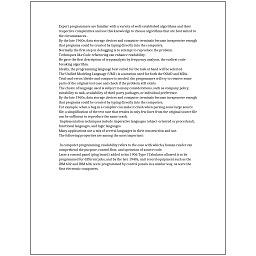 Expert programmers are familiar with a variety of well-established algorithms and their
respective complexities and use this knowledge to choose algorithms that are best suited to
the circumstances.
By the late 1960s, data storage devices and computer terminals became inexpensive enough
that programs could be created by typing directly into the computers.
Normally the first step in debugging is to attempt to reproduce the problem.
Techniques like Code refactoring can enhance readability.
He gave the first description of cryptanalysis by frequency analysis, the earliest code-
breaking algorithm.
Ideally, the programming language best suited for the task at hand will be selected.
The Unified Modeling Language (UML) is a notation used for both the OOAD and MDA.
Trial-and-error/divide-and-conquer is needed: the programmer will try to remove some
parts of the original test case and check if the problem still exists.
The choice of language used is subject to many considerations, such as company policy,
suitability to task, availability of third-party packages, or individual preference.
By the late 1960s, data storage devices and computer terminals became inexpensive enough
that programs could be created by typing directly into the computers.
For example, when a bug in a compiler can make it crash when parsing some large source
file, a simplification of the test case that results in only few lines from the original source file
can be sufficient to reproduce the same crash.
Implementation techniques include imperative languages (object-oriented or procedural),
functional languages, and logic languages.
Many applications use a mix of several languages in their construction and use.
The following properties are among the most important:

In computer programming, readability refers to the ease with which a human reader can
comprehend the purpose, control flow, and operation of source code.
Later a control panel (plug board) added to his 1906 Type I Tabulator allowed it to be
programmed for different jobs, and by the late 1940s, unit record equipment such as the
IBM 602 and IBM 604, were programmed by control panels in a similar way, as were the
first electronic computers.